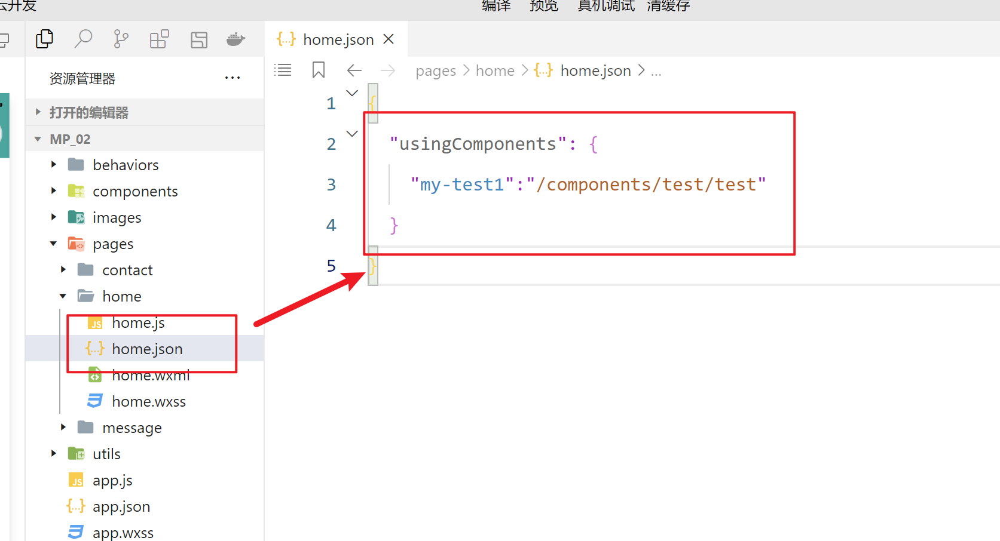 云开发
编译 预览 真机调试 清缓存
home.json
资源管理器
pages > home > {..} home.json > ...
打开的编辑器
MP_02
behaviors
components
images
pages
contact
home
JS home.js
{..} home.json
home.wxml
home.wxss
message
utils
JS app.js
{..} app.json
app.wxss
1 {
2 "usingComponents": {
3 "my-test1":"/components/test/test"
4 }
5 }